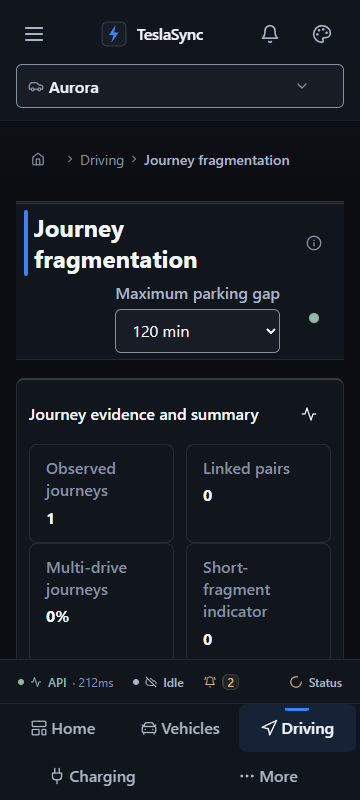 TeslaSync
Aurora
Driving
Journey fragmentation
Journey
fragmentation
Maximum parking gap
120 min
Journey evidence and summary
Observed
journeys
1
Linked pairs
0
Multi-drive
journeys
0%
Short-
fragment
indicator
0
API · 212ms
Idle
2
Status
Home
Vehicles
Driving
Charging
More